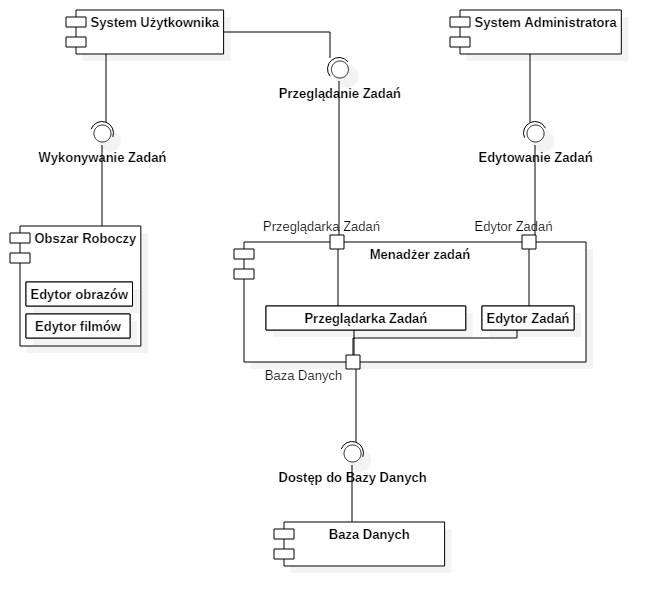 System Użytkownika
System Administratora
Przeglądanie Zadań
Wykonywanie Zadań
Edytowanie Zadań
Przeglądarka Zadań
Edytor Zadań
Obszar Roboczy
Menadżer zadań
Edytor obrazów
Edytor filmów
Przeglądarka Zadań
Edytor Zadań
Baza Danych
Dostęp do Bazy Danych
Baza Danych